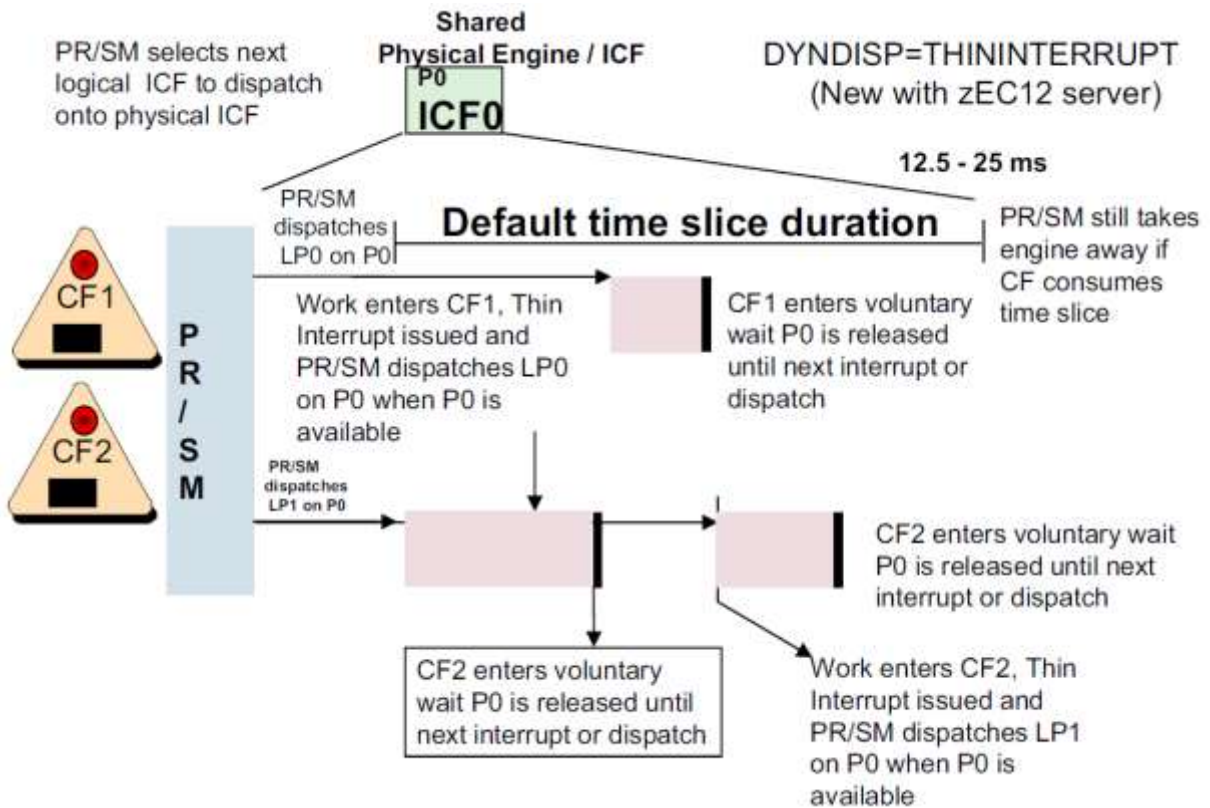 PR/SM selects next
logical ICF to dispatch
onto physical ICF
Shared
Physical Engine / ICF
P0
ICF0
DYNDISP=THININTERRUPT
(New with zEC12 server)
12.5 - 25 ms
PR/SM
dispatches
LP0 on P0
Default time slice duration
PR/SM still takes
engine away if
CF consumes
time slice
CF1
CF2
P
R
/
S
M
Work enters CF1, Thin
Interrupt issued and
PR/SM dispatches LP0
on P0 when P0 is
available
CF1 enters voluntary
wait P0 is released
until next interrupt or
dispatch
PR/SM
dispatches
LP1 on P0
CF2 enters voluntary wait
P0 is released until next
interrupt or dispatch
CF2 enters voluntary
wait P0 is released until
next interrupt or dispatch
Work enters CF2, Thin
Interrupt issued and
PR/SM dispatches LP1
on P0 when P0 is
available